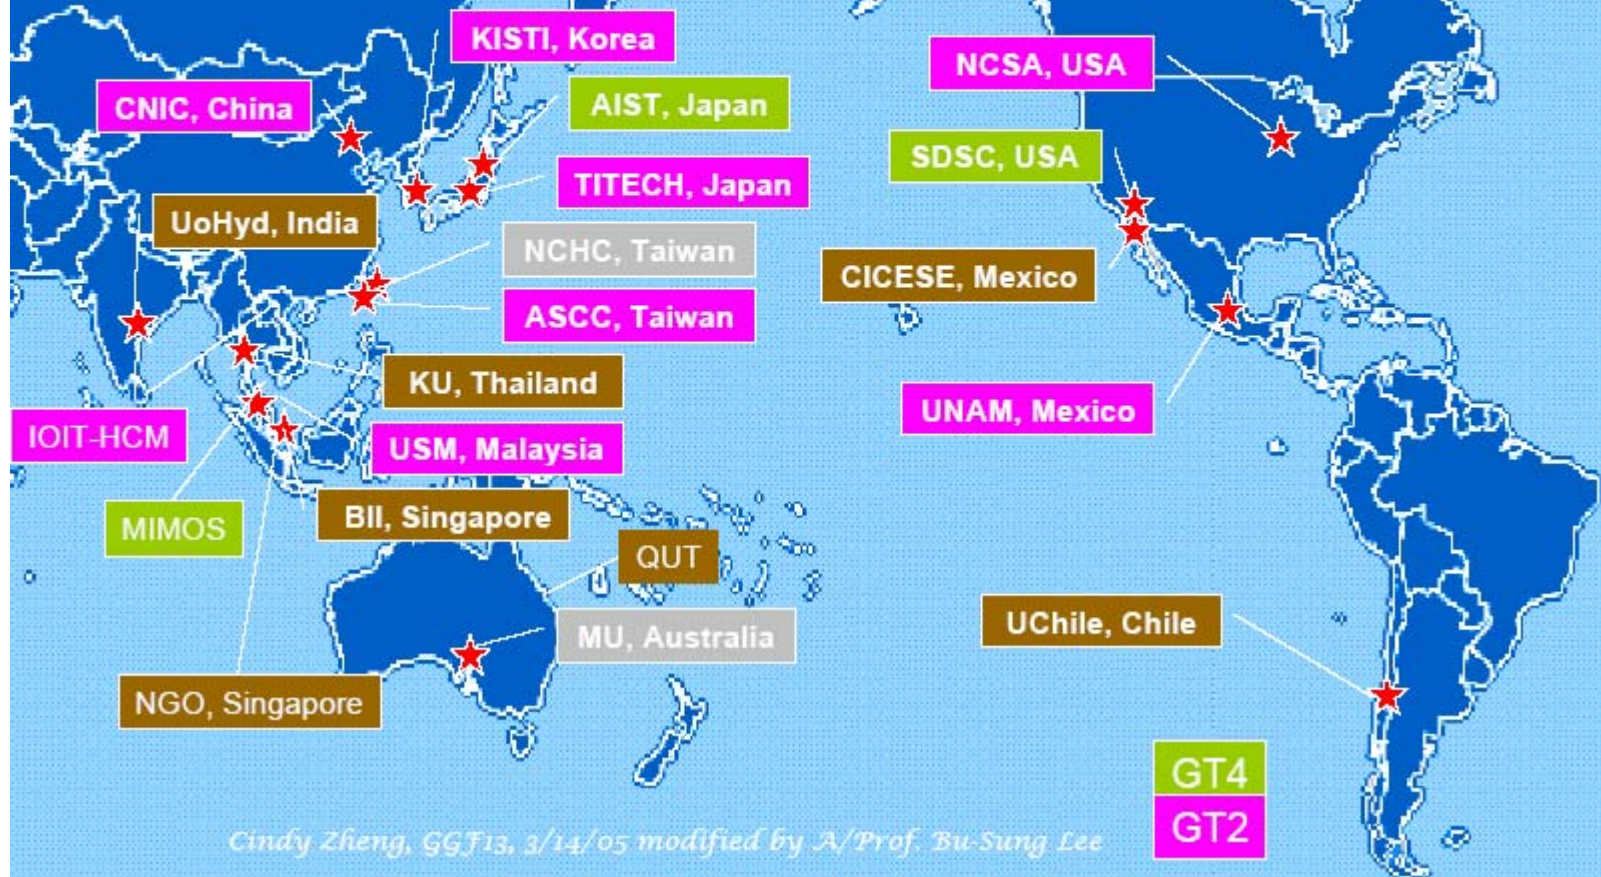 KISTI, Korea
NCSA, USA
CNIC, China
AIST, Japan
SDSC, USA
TITECH, Japan
UoHyd, India
NCHC, Taiwan
CICESE, Mexico
ASCC, Taiwan
KU, Thailand
UNAM, Mexico
IOIT-HCM
USM, Malaysia
MIMOS
BII, Singapore
QUT
UChile, Chile
MU, Australia
NGO, Singapore
GT4
GT2
Cindy Zheng, GGF13, 3/14/05 modified by A/Prof. Bu-Sung Lee